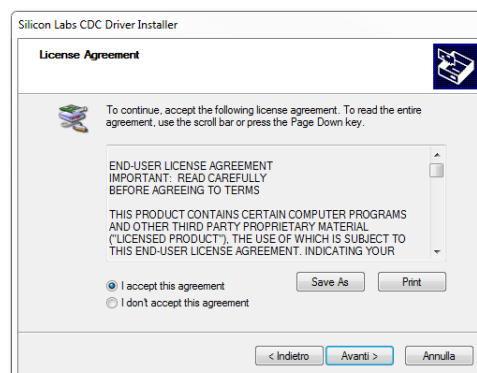 Silicon Labs CDC Driver Installer
License Agreement
To continue, accept the following license agreement. To read the entire
agreement, use the scroll bar or press the Page Down key.
END-USER LICENSE AGREEMENT
IMPORTANT: READ CAREFULLY
BEFORE AGREEING TO TERMS
THIS PRODUCT CONTAINS CERTAIN COMPUTER PROGRAMS
AND OTHER THIRD PARTY PROPRIETARY MATERIAL
("LICENSED PRODUCT"), THE USE OF WHICH IS SUBJECT TO
THIS END-USER LICENSE AGREEMENT. INDICATING YOUR
I accept this agreement
Save As
Print
I don't accept this agreement
< Indietro
Avanti >
Annulla